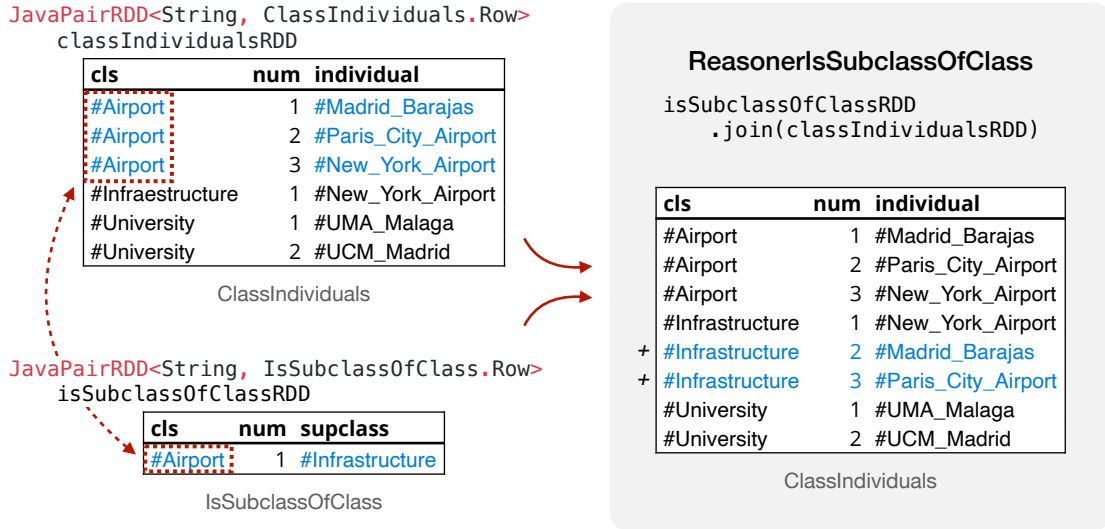 JavaPairRDD<String, ClassIndividuals.Row>
classIndividualsRDD
cls num individual
#Airport 1 #Madrid_Barajas
#Airport 2 #Paris_City_Airport
#Airport 3 #New_York_Airport
#Infraestructure 1 #New_York_Airport
#University 1 #UMA_Malaga
#University 2 #UCM_Madrid
ClassIndividuals
JavaPairRDD<String, IsSubclassOfClass.Row>
isSubclassOfClassRDD
cls num supclass
#Airport 1 #Infrastructure
IsSubclassOfClass
ReasonerIsSubclassOfClass
isSubclassOfClassRDD
.join(classIndividualsRDD)
cls num individual
#Airport 1 #Madrid_Barajas
#Airport 2 #Paris_City_Airport
#Airport 3 #New_York_Airport
#Infrastructure 1 #New_York_Airport
+ #Infrastructure 2 #Madrid_Barajas
+ #Infrastructure 3 #Paris_City_Airport
#University 1 #UMA_Malaga
#University 2 #UCM_Madrid
ClassIndividuals